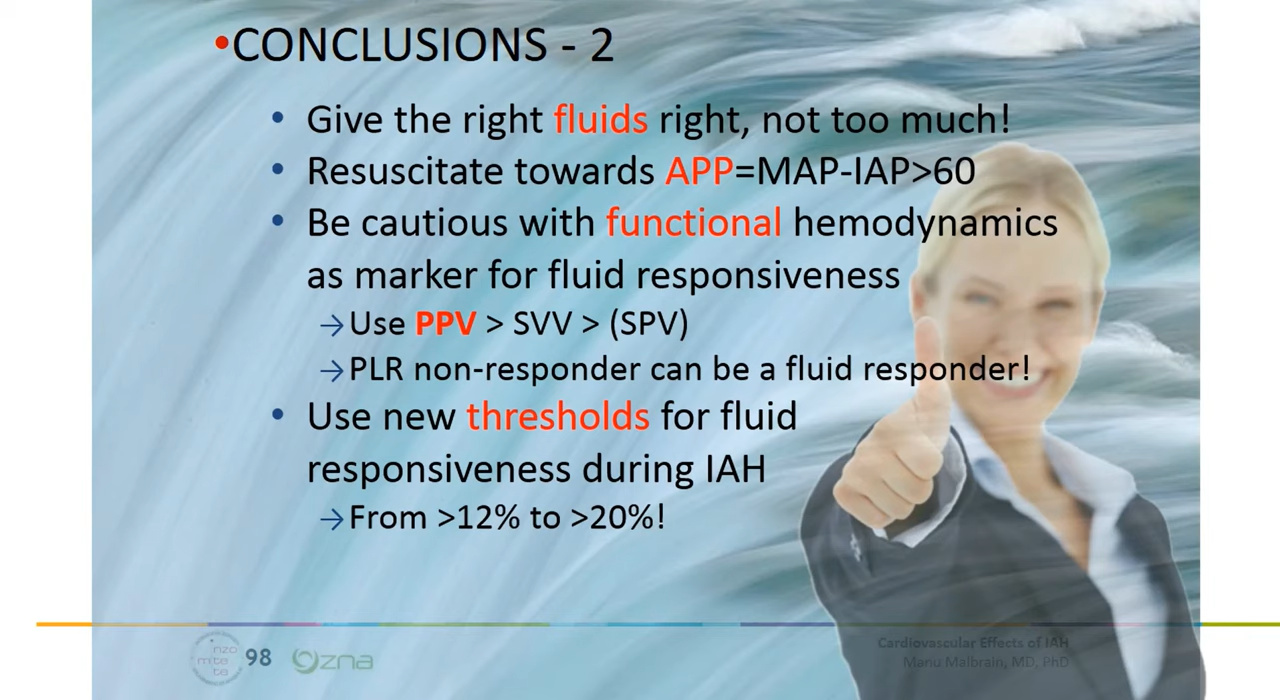 •CONCLUSIONS - 2
• Give the right fluids right, not too much!
• Resuscitate towards APP=MAP-IAP>60
• Be cautious with functional hemodynamics
as marker for fluid responsiveness
→Use PPV > SVV > (SPV)
→PLR non-responder can be a fluid responder!
• Use new thresholds for fluid
responsiveness during IAH
→From >12% to >20%!
98
zna
Cardiovascular Effects of IAH
Manu Malbrain, MD, PhD